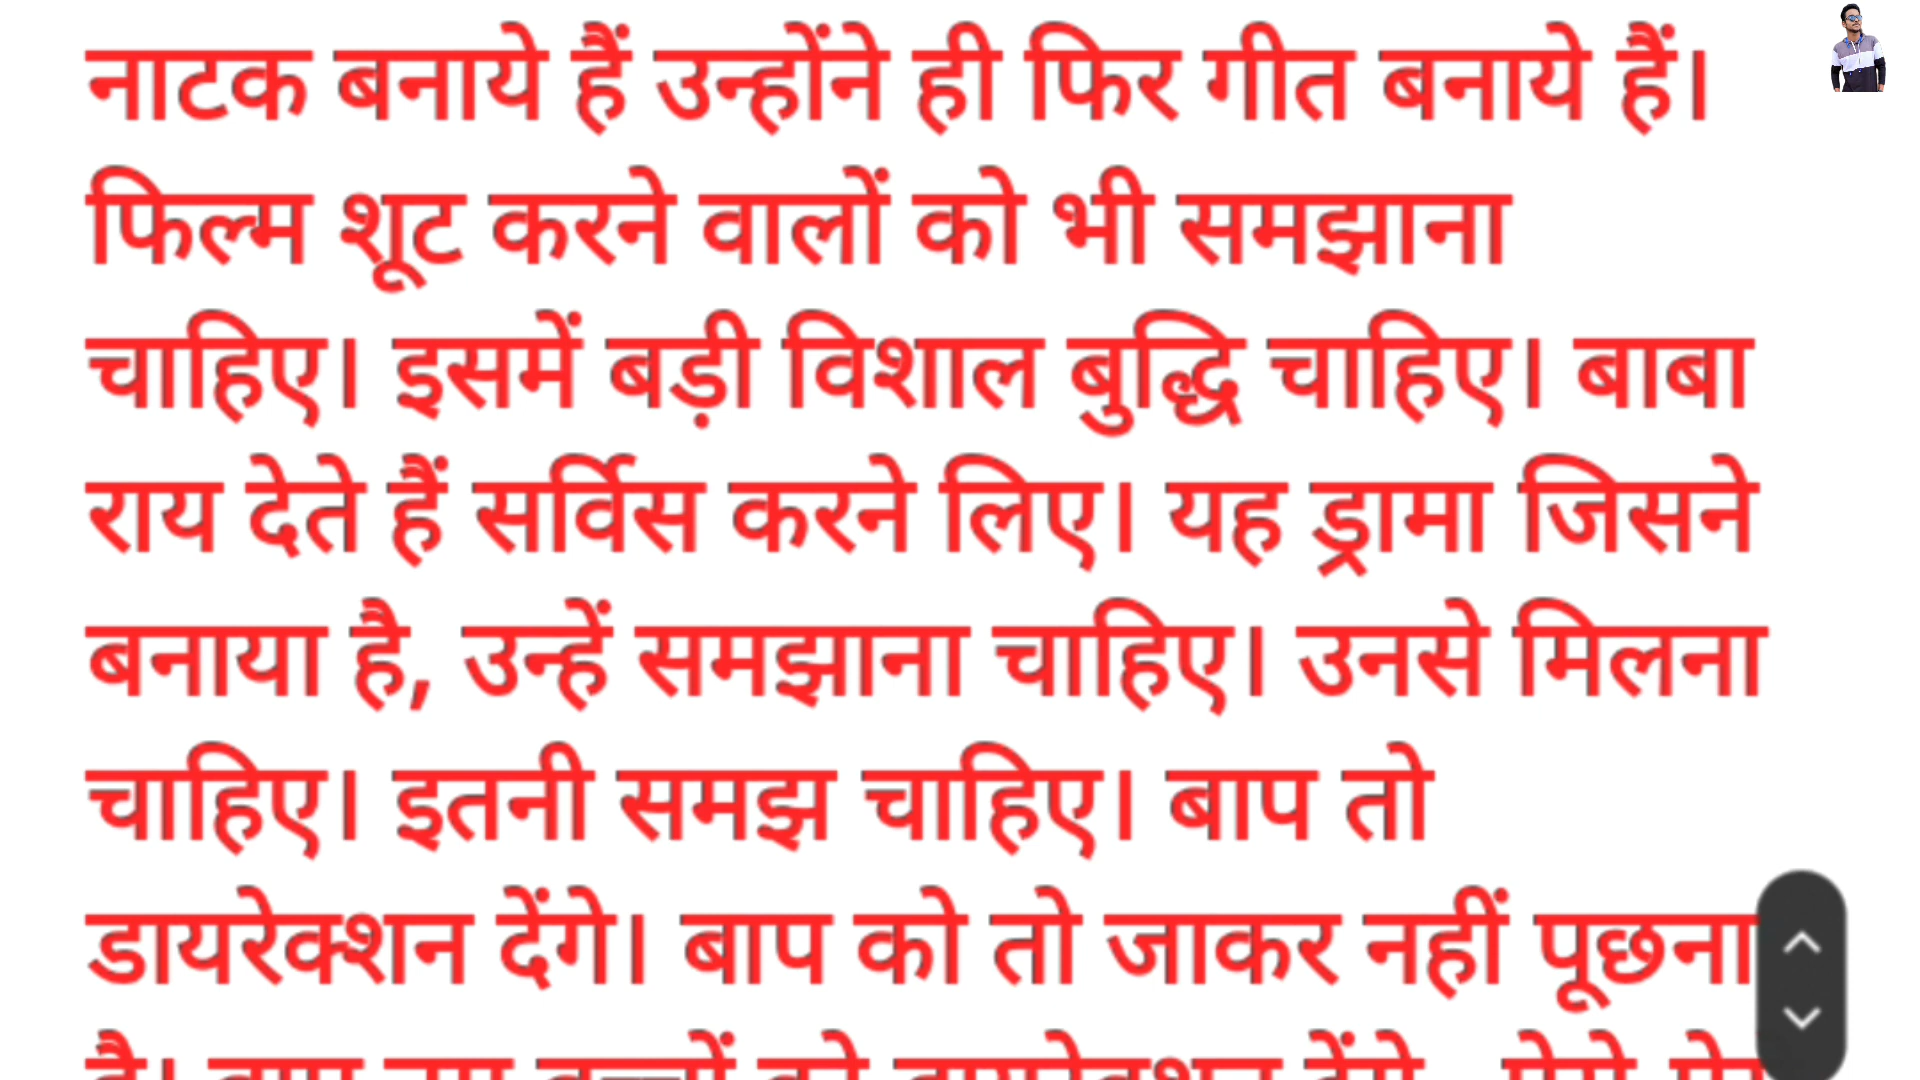 नाटक बनाये हैं उन्होंने ही फिर गीत बनाये हैं।
फिल्म शूट करने वालों को भी समझाना
चाहिए। इसमें बड़ी विशाल बुद्धि चाहिए। बाबा
राय देते हैं सर्विस करने लिए। यह ड्रामा जिसने
बनाया है, उन्हें समझाना चाहिए। उनसे मिलना
चाहिए। इतनी समझ चाहिए। बाप तो
डायरेक्शन देंगे। बाप को तो जाकर नहीं पूछना
है।